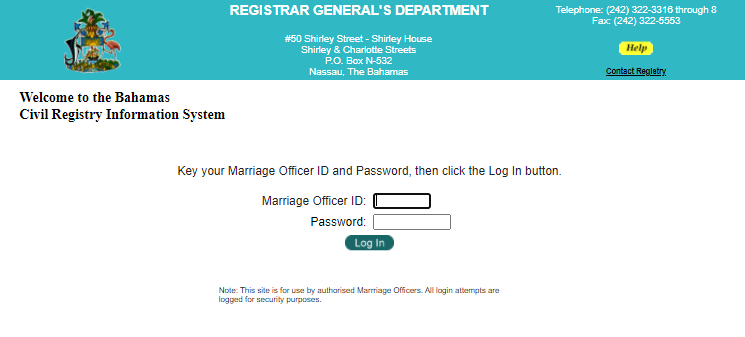 REGISTRAR GENERAL'S DEPARTMENT
#50 Shirley Street - Shirley House
Shirley & Charlotte Streets
P.O. Box N-532
Nassau, The Bahamas
Telephone: (242) 322-3316 through 8
Fax: (242) 322-5553
Help
Contact Registry
Welcome to the Bahamas
Civil Registry Information System
Key your Marriage Officer ID and Password, then click the Log In button.
Marriage Officer ID:
Password:
Log In
Note: This site is for use by authorised Marrriage Officers. All login attempts are
logged for security purposes.